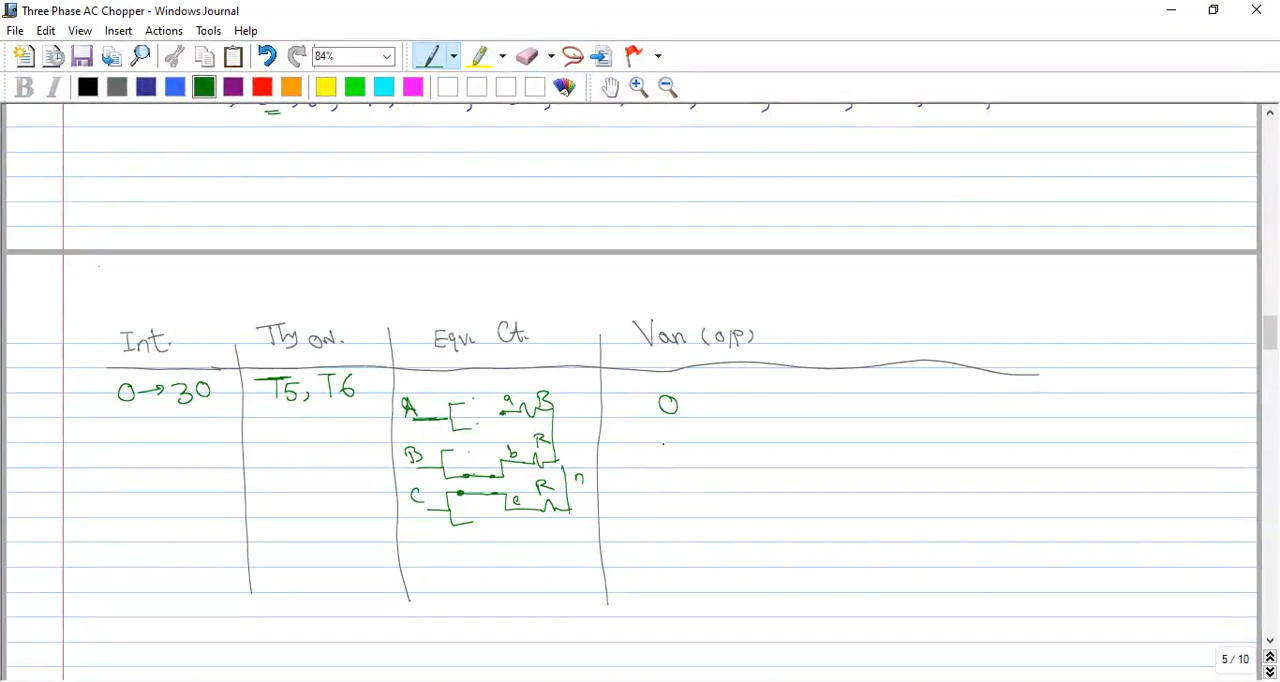 Three Phase AC Chopper - Windows Journal
File Edit View Insert Actions Tools Help
84%
B I
Int. Thy on. Equi. Ct. Van (o/p)
0→30 T5, T6 0
A a R
B b R
n
C c R
5 / 10